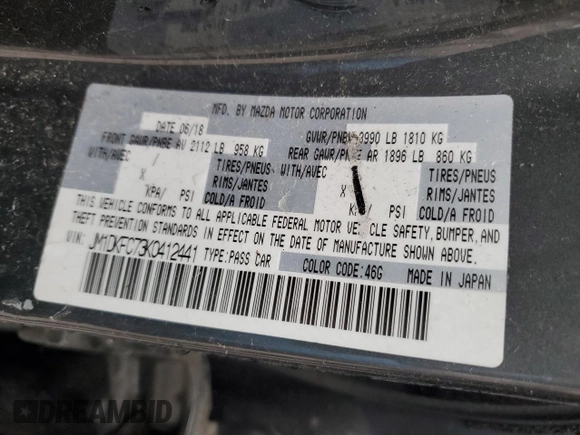 MFD. BY MAZDA MOTOR CORPORATION
DATE 06/18 GVWR/PNBV 3990 LB 1810 KG
FRONT GAWR/PNBE AV 2112 LB 958 KG REAR GAWR/PNBE AR 1896 LB 860 KG
WITH/AVEC / TIRES/PNEUS WITH/AVEC TIRES/PNEUS
X RIMS/JANTES X RIMS/JANTES
KPA/ PSI COLD/A FROID KPA/ PSI COLD/A FROID
THIS VEHICLE CONFORMS TO ALL APPLICABLE FEDERAL MOTOR VEHICLE SAFETY, BUMPER, AND
THEFT PREVENTION STANDARDS IN EFFECT ON THE DATE OF MANUFACTURE SHOWN ABOVE.
VIN: JM1DKFC73K0412441 TYPE:PASS CAR COLOR CODE:46G MADE IN JAPAN
DREAMBID